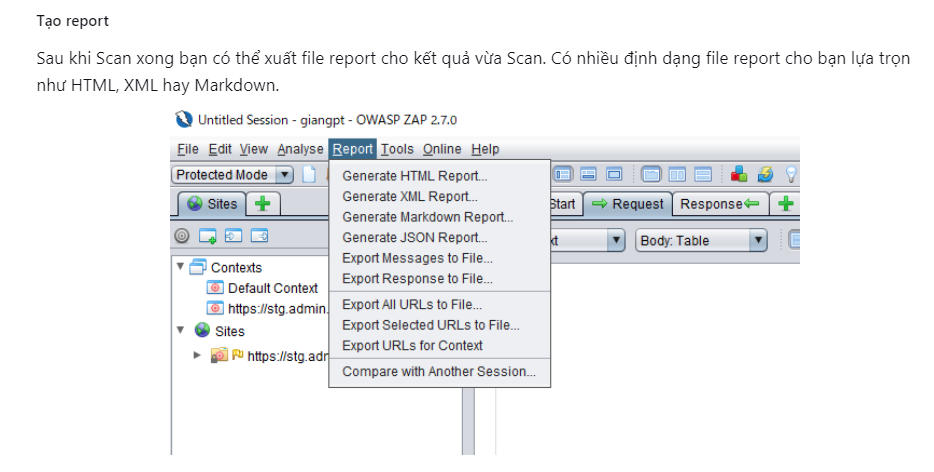 Tạo report
Sau khi Scan xong bạn có thể xuất file report cho kết quả vừa Scan. Có nhiều định dạng file report cho bạn lựa trọn
như HTML, XML hay Markdown.
Untitled Session - giangpt - OWASP ZAP 2.7.0
File Edit View Analyse Report Tools Online Help
Protected Mode
Generate HTML Report...
Generate XML Report...
Generate Markdown Report...
Generate JSON Report...
Export Messages to File...
Export Response to File...
Export All URLs to File...
Export Selected URLs to File...
Export URLs for Context
Compare with Another Session...
Sites
Start Request Response
Body: Table
Contexts
Default Context
https://stg.admin.
Sites
https://stg.adr